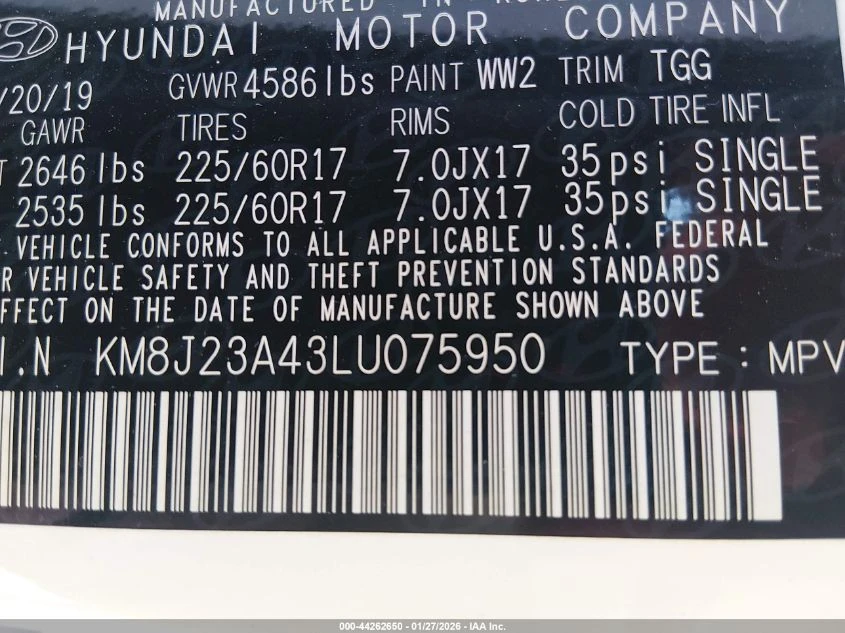 MANUFACTURED IN KORE
HYUNDAI MOTOR COMPANY
/20/19 GVWR 4586 lbs PAINT WW2 TRIM TGG
GAWR TIRES RIMS COLD TIRE INFL
T 2646 lbs 225/60R17 7.0JX17 35psi SINGLE
2535 lbs 225/60R17 7.0JX17 35psi SINGLE
VEHICLE CONFORMS TO ALL APPLICABLE U.S.A. FEDERAL
R VEHICLE SAFETY AND THEFT PREVENTION STANDARDS
FFECT ON THE DATE OF MANUFACTURE SHOWN ABOVE
I.N KM8J23A43LU075950 TYPE : MPV
000-44262650 - 01/27/2026 - IAA Inc.